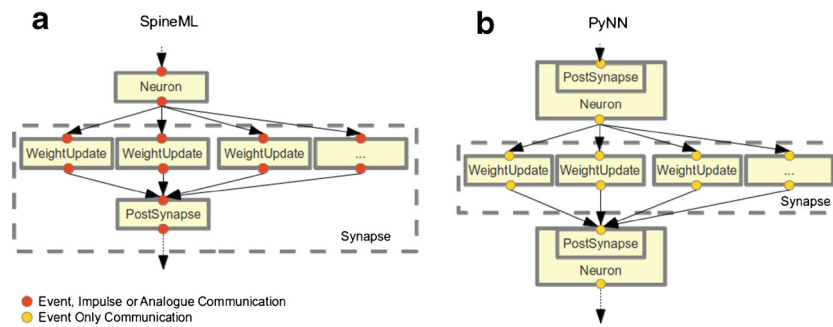 a
SpineML
Neuron
WeightUpdate WeightUpdate WeightUpdate ...
PostSynapse
Synapse
b
PyNN
PostSynapse
Neuron
WeightUpdate WeightUpdate WeightUpdate ...
Synapse
PostSynapse
Neuron
Event, Impulse or Analogue Communication
Event Only Communication